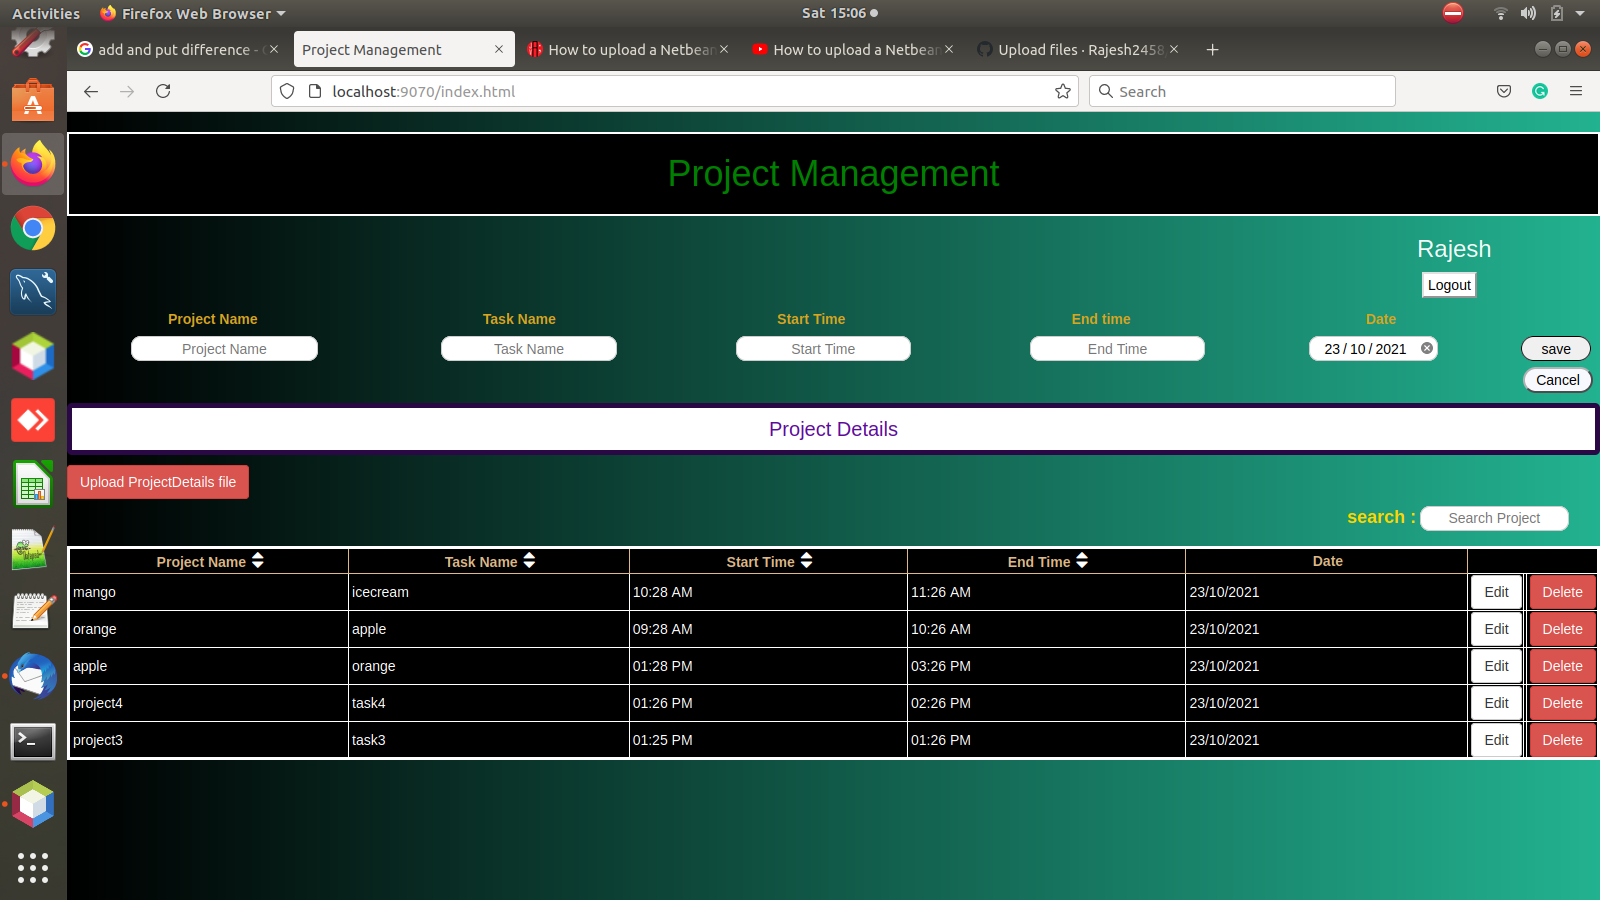 Activities Firefox Web Browser Sat 15:06
add and put difference - Project Management How to upload a Netbean How to upload a Netbean Upload files · Rajesh2458
localhost:9070/index.html Search
Project Management
Rajesh
Logout
Project Name Task Name Start Time End time Date
Project Name Task Name Start Time End Time 23 / 10 / 2021 save
Cancel
Project Details
Upload ProjectDetails file
search : Search Project
Project Name Task Name Start Time End Time Date
mango icecream 10:28 AM 11:26 AM 23/10/2021 Edit Delete
orange apple 09:28 AM 10:26 AM 23/10/2021 Edit Delete
apple orange 01:28 PM 03:26 PM 23/10/2021 Edit Delete
project4 task4 01:26 PM 02:26 PM 23/10/2021 Edit Delete
project3 task3 01:25 PM 01:26 PM 23/10/2021 Edit Delete